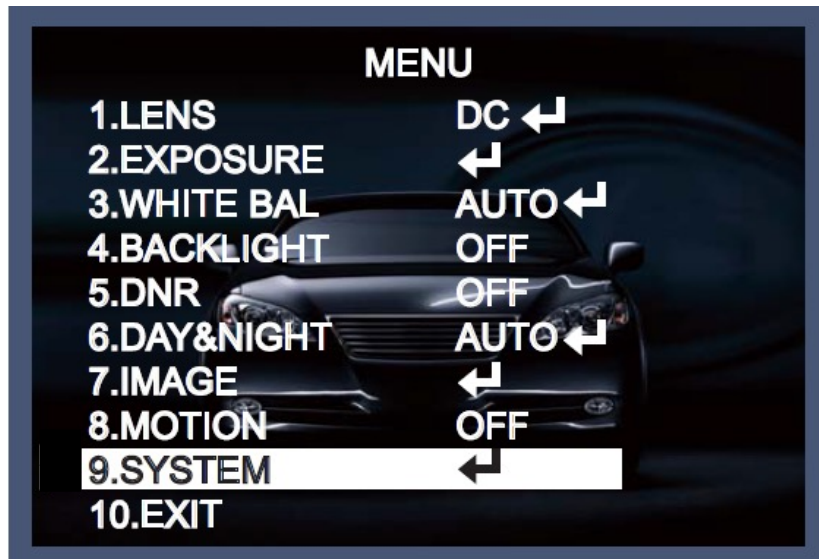 MENU
1.LENS DC ↵
2.EXPOSURE ↵
3.WHITE BAL AUTO ↵
4.BACKLIGHT OFF
5.DNR OFF
6.DAY&NIGHT AUTO ↵
7.IMAGE ↵
8.MOTION OFF
9.SYSTEM ↵
10.EXIT